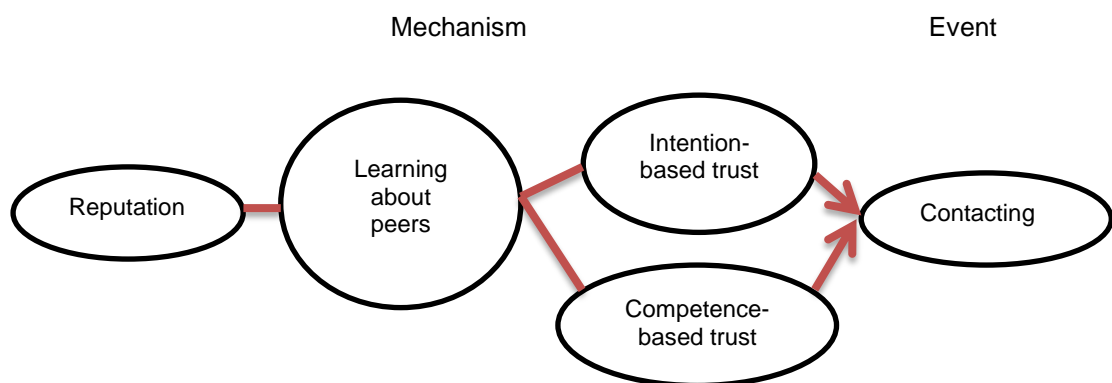 Mechanism
Event
Reputation
Learning
about
peers
Intention-
based trust
Competence-
based trust
Contacting